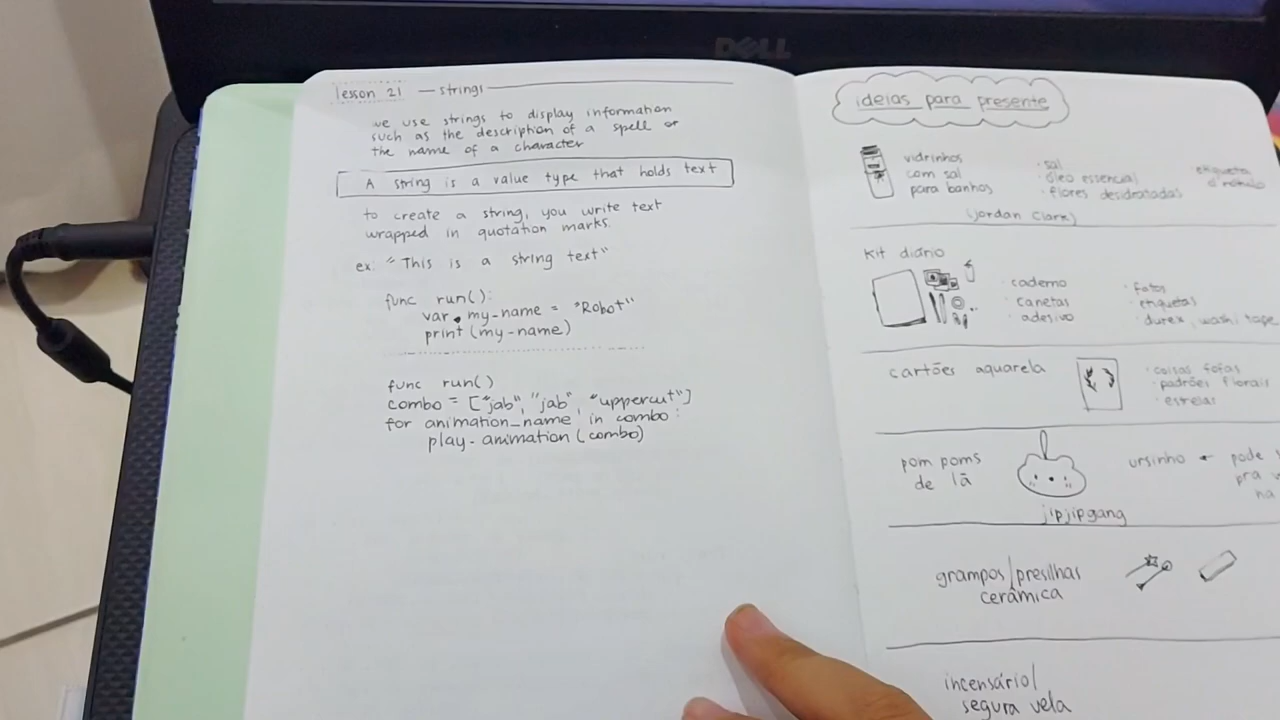 DELL
lesson 21 — strings
we use strings to display information
such as the description of a spell or
the name of a character
A string is a value type that holds text
to create a string, you write text
wrapped in quotation marks.
ex: "This is a string text"
func run():
var my-name = "Robot"
print (my-name)
func run()
combo = ["jab", "jab", "uppercut"]
for animation_name in combo:
play-animation (combo)
ideias para presente
vidrinhos
com sal
para banhos
· sal
· óleo essencial
· flores desidratadas
etiqueta
(jordan Clark)
Kit diário
· caderno
· canetas
· adesivo
· fotos
· etiquetas
· durex, washi tape
cartões aquarela
· coisas fofas
· padrões florais
· estrelas
pom poms
de lã
ursinho ← pode
pra
jipjipgang
grampos/presilhas
cerâmica
incensário/
segura vela